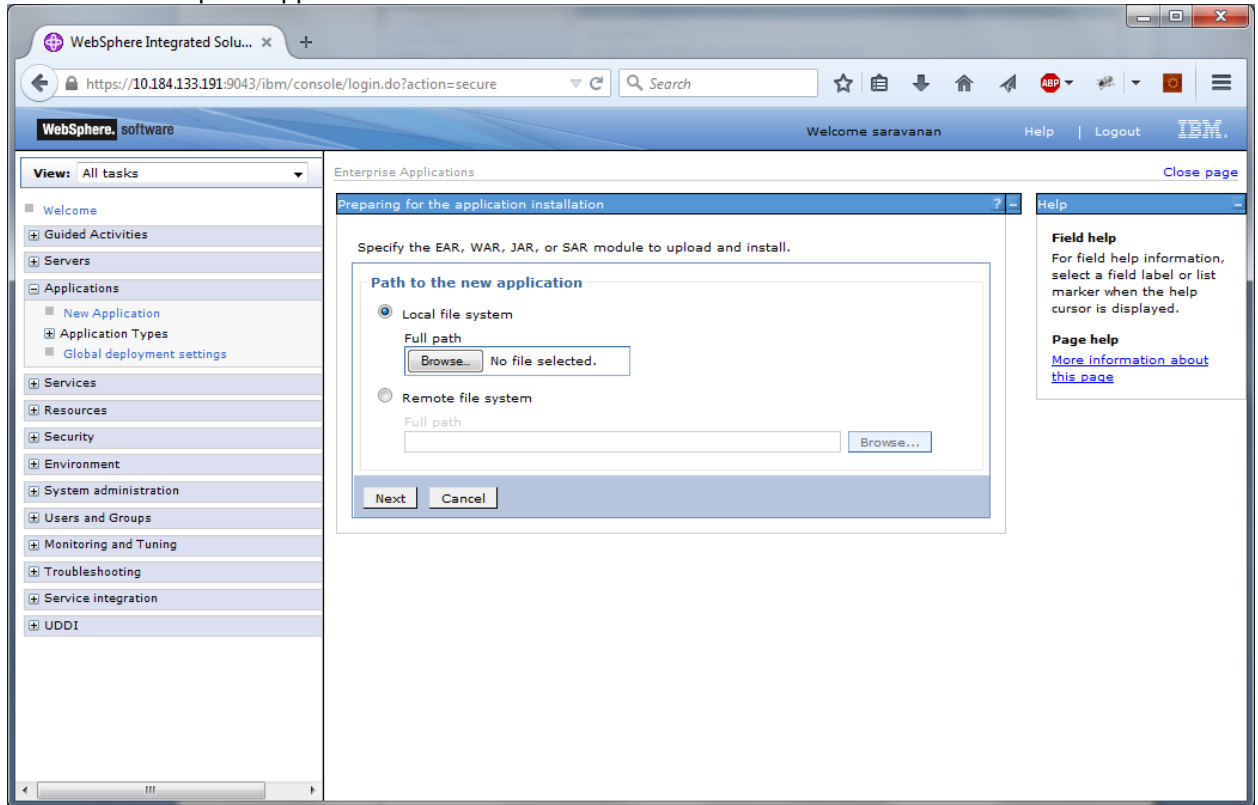 WebSphere Integrated Solu...
https://10.184.133.191:9043/ibm/console/login.do?action=secure
Search
ABP
WebSphere. software
Welcome saravanan
Help | Logout
IBM.
View: All tasks
Welcome
Guided Activities
Servers
Applications
New Application
Application Types
Global deployment settings
Services
Resources
Security
Environment
System administration
Users and Groups
Monitoring and Tuning
Troubleshooting
Service integration
UDDI
Enterprise Applications
Close page
Preparing for the application installation
? -
Specify the EAR, WAR, JAR, or SAR module to upload and install.
Path to the new application
Local file system
Full path
Browse... No file selected.
Remote file system
Full path
Browse...
Next Cancel
Help
Field help
For field help information,
select a field label or list
marker when the help
cursor is displayed.
Page help
More information about
this page